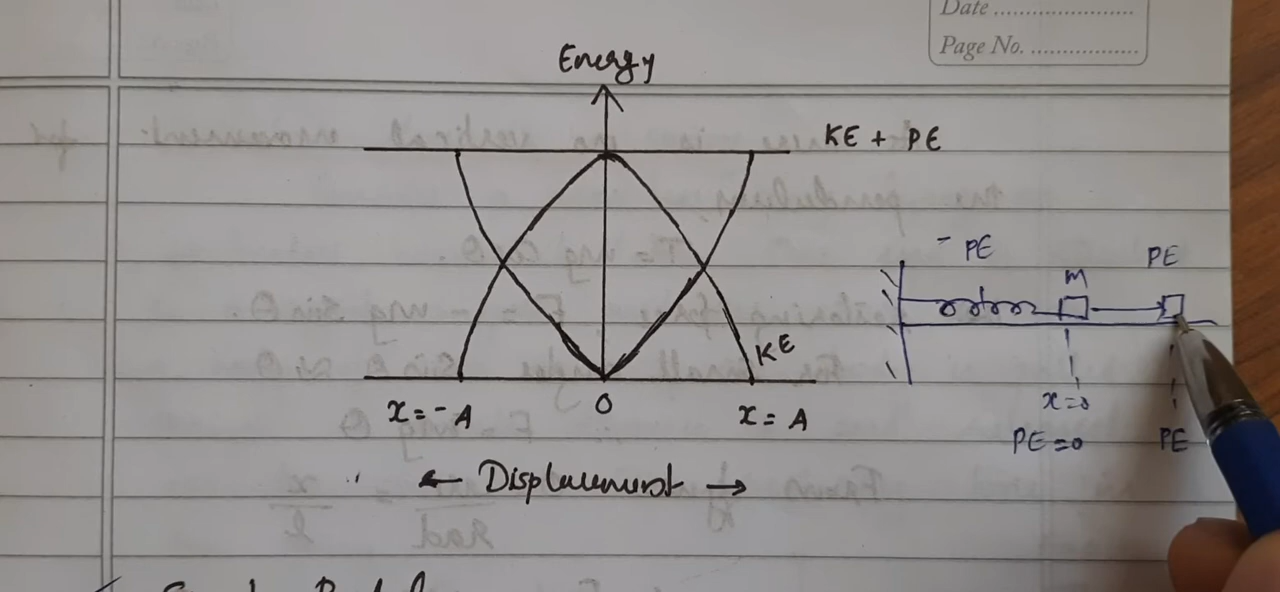 Date
Page No.
Energy
KE + PE
- PE
PE
m
KE
x = - A
0
x = A
x=0
PE =0
PE
← Displacement →